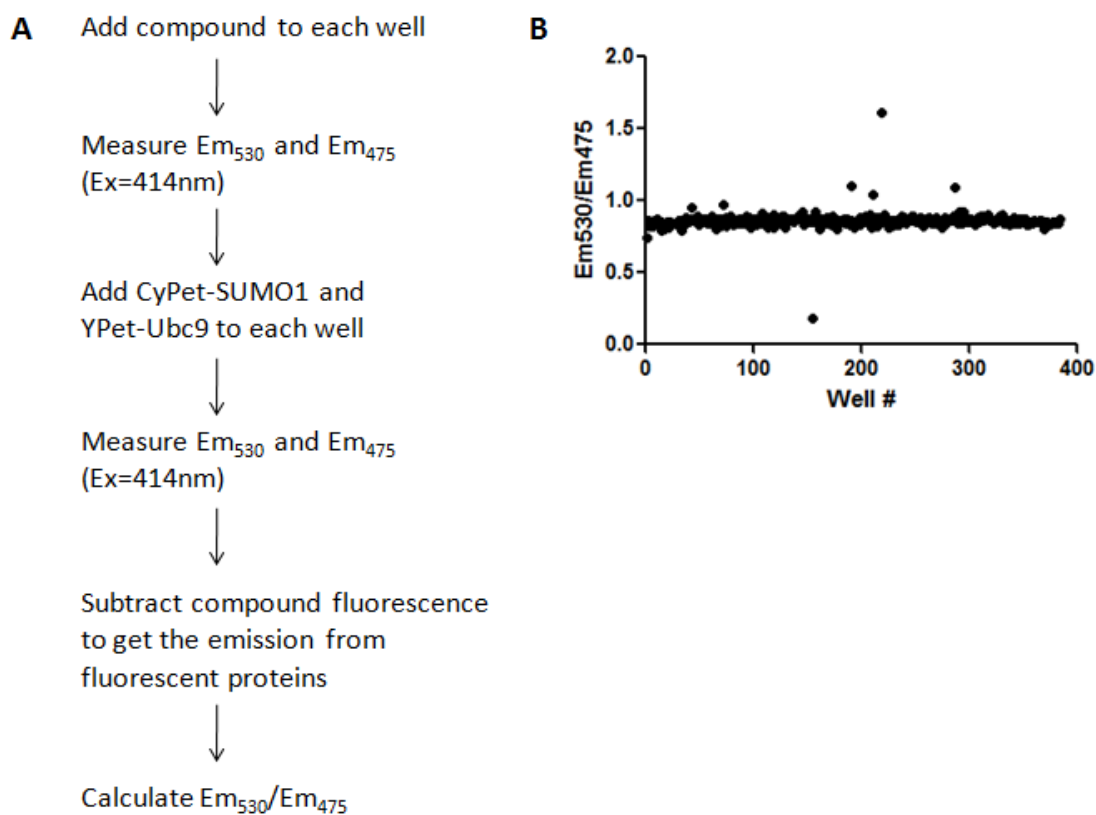 A
Add compound to each well
Measure Em₅₃₀ and Em₄₇₅
(Ex=414nm)
Add CyPet-SUMO1 and
YPet-Ubc9 to each well
Measure Em₅₃₀ and Em₄₇₅
(Ex=414nm)
Subtract compound fluorescence
to get the emission from
fluorescent proteins
Calculate Em₅₃₀/Em₄₇₅
B
Em530/Em475
2.0
1.5
1.0
0.5
0.0
0 100 200 300 400
Well #